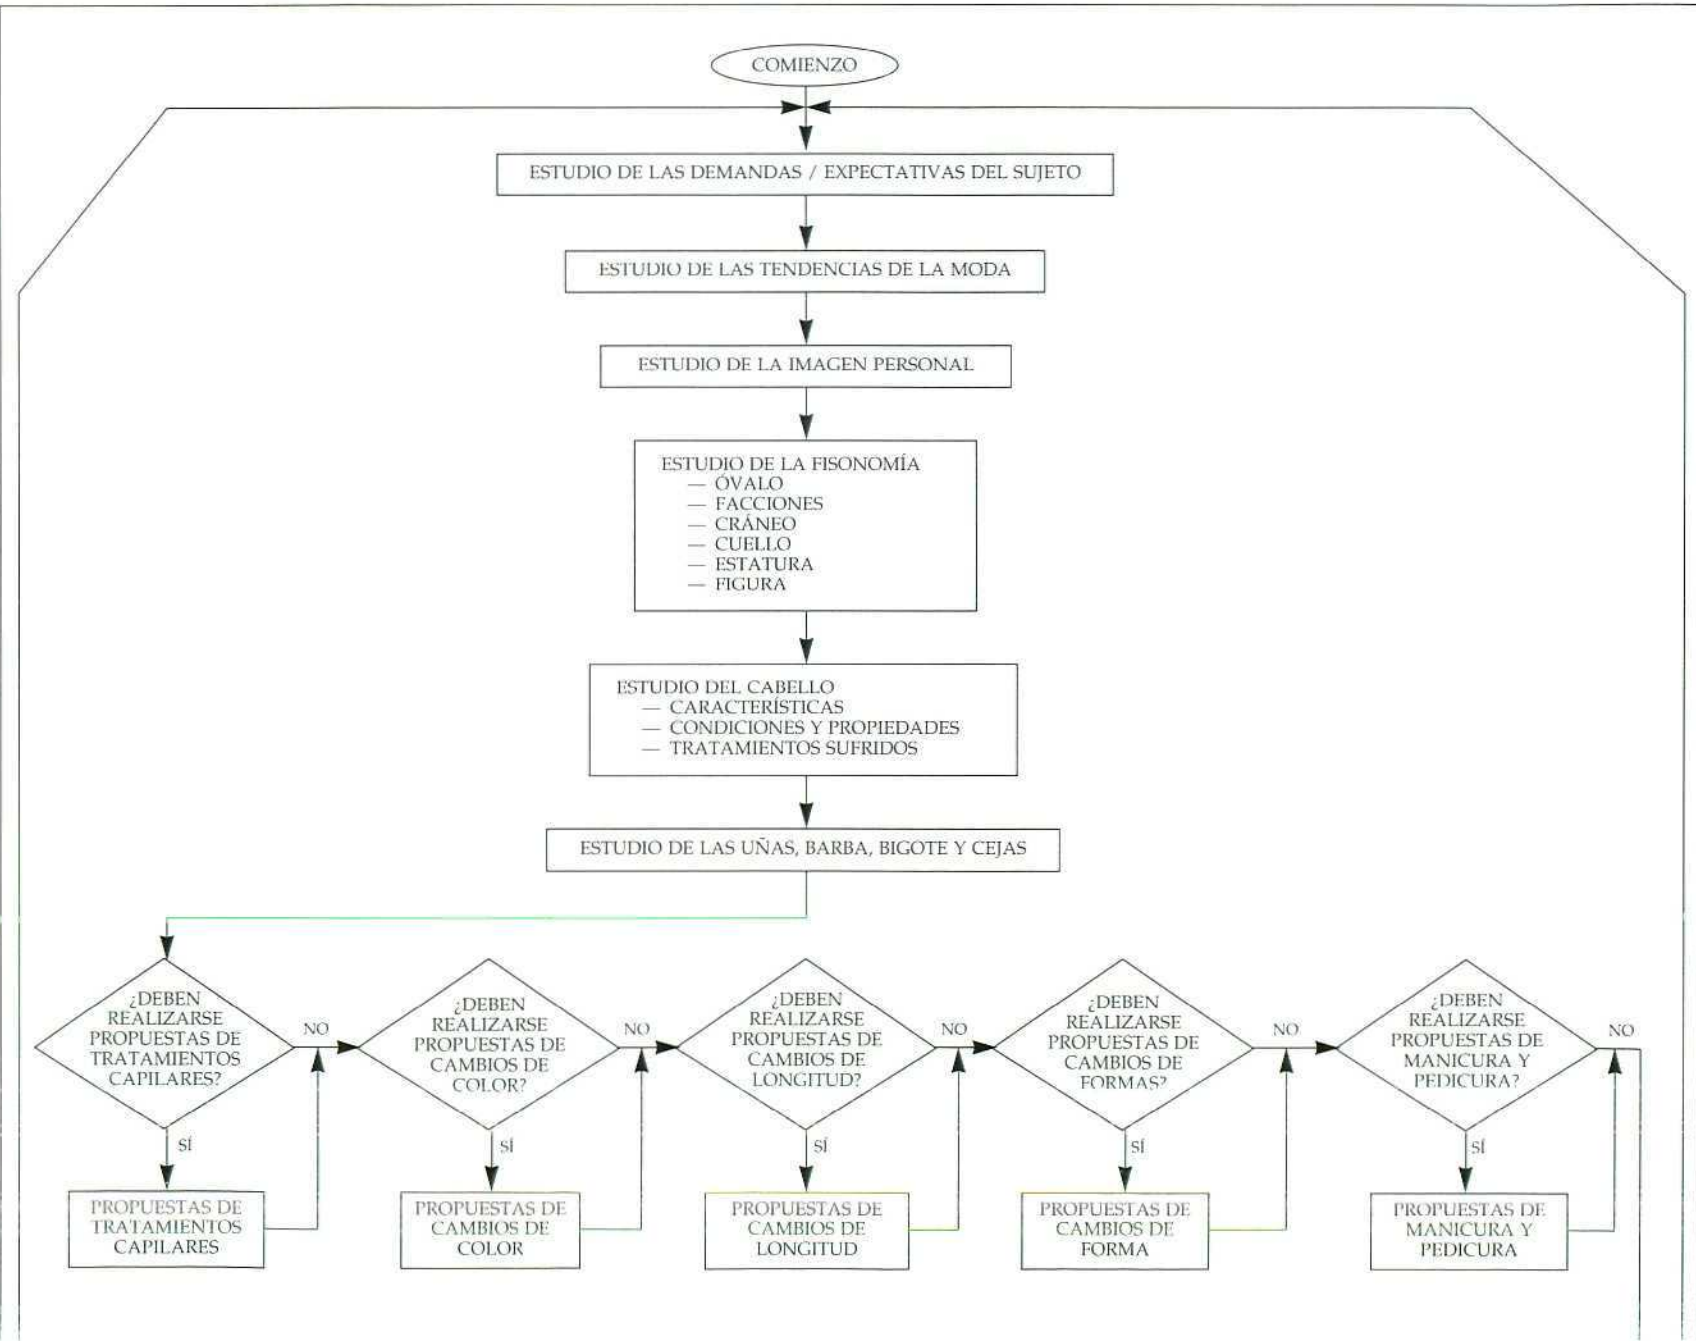 COMIENZO
ESTUDIO DE LAS DEMANDAS / EXPECTATIVAS DEL SUJETO
ESTUDIO DE LAS TENDENCIAS DE LA MODA
ESTUDIO DE LA IMAGEN PERSONAL
ESTUDIO DE LA FISONOMÍA
— ÓVALO
— FACCIONES
— CRÁNEO
— CUELLO
— ESTATURA
— FIGURA
ESTUDIO DEL CABELLO
— CARACTERÍSTICAS
— CONDICIONES Y PROPIEDADES
— TRATAMIENTOS SUFRIDOS
ESTUDIO DE LAS UÑAS, BARBA, BIGOTE Y CEJAS
¿DEBEN
REALIZARSE
PROPUESTAS DE
TRATAMIENTOS
CAPILARES?
NO
SÍ
PROPUESTAS DE
TRATAMIENTOS
CAPILARES
¿DEBEN
REALIZARSE
PROPUESTAS DE
CAMBIOS DE
COLOR?
NO
SÍ
PROPUESTAS DE
CAMBIOS DE
COLOR
¿DEBEN
REALIZARSE
PROPUESTAS DE
CAMBIOS DE
LONGITUD?
NO
SÍ
PROPUESTAS DE
CAMBIOS DE
LONGITUD
¿DEBEN
REALIZARSE
PROPUESTAS DE
CAMBIOS DE
FORMAS?
NO
SÍ
PROPUESTAS DE
CAMBIOS DE
FORMA
¿DEBEN
REALIZARSE
PROPUESTAS DE
MANICURA Y
PEDICURA?
NO
SÍ
PROPUESTAS DE
MANICURA Y
PEDICURA